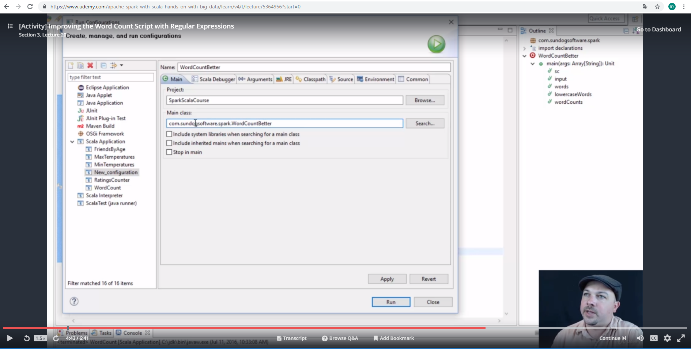 [Activity] Improving the Word Count Script with Regular Expressions
Go to Dashboard
Quick Access
Create, manage, and run configurations
type filter text
Eclipse Application
Java Applet
Java Application
JUnit
JUnit Plug-in Test
Maven Build
OSGi Framework
Scala Application
FriendsByAge
MaxTemperatures
MinTemperatures
New_configuration
RatingsCounter
WordCount
Scala Interpreter
ScalaTest (java runner)
Filter matched 16 of 16 items
Name: WordCountBetter
Main
Scala Debugger
Arguments
JRE
Classpath
Source
Environment
Common
Project:
SparkScalaCourse
Browse...
Main class:
com.sundogsoftware.spark.WordCountBetter
Search...
Include system libraries when searching for a main class
Include inherited mains when searching for a main class
Stop in main
Apply
Revert
Run
Close
Outline
com.sundogsoftware.spark
import declarations
WordCountBetter
main(args: Array[String]): Unit
sc
input
words
lowercaseWords
wordCounts
Problems
Tasks
Console
Transcript
Browse Q&A
Add Bookmark
Continue